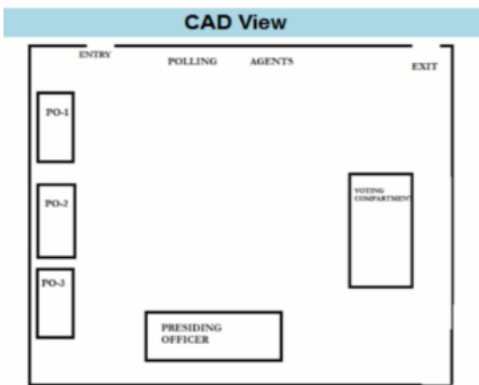 CAD View
ENTRY
POLLING AGENTS
EXIT
PO-1
PO-2
VOTING
COMPARTMENT
PO-3
PRESIDING
OFFICER